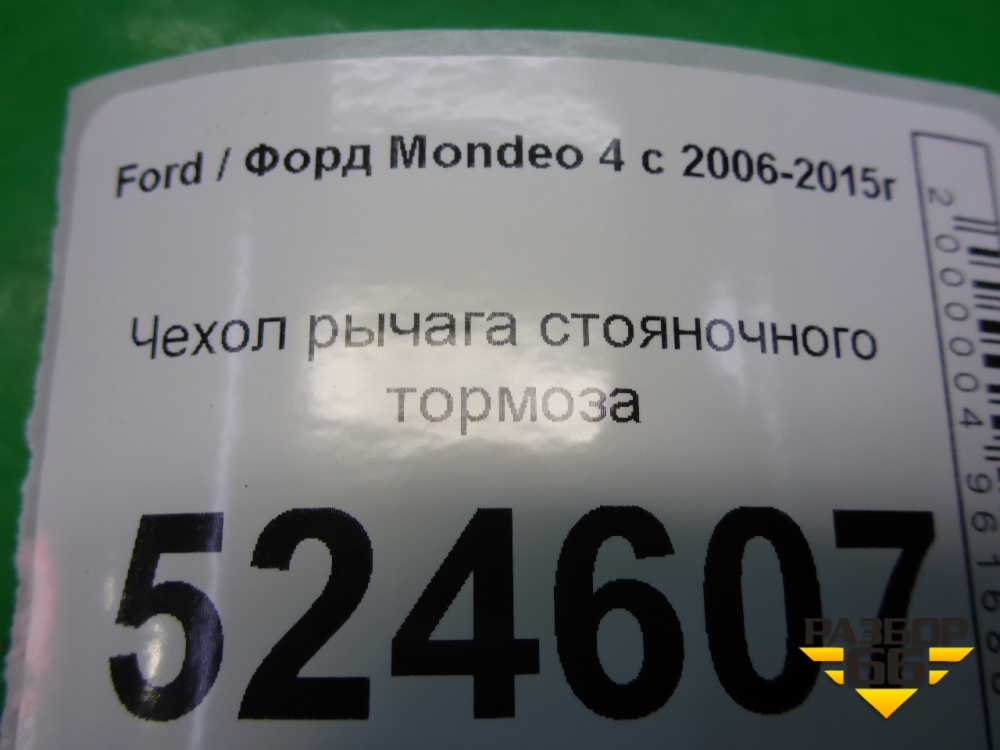 Ford / Форд Mondeo 4 с 2006-2015г
Чехол рычага стояночного
тормоза
524607
РАЗБОР
66